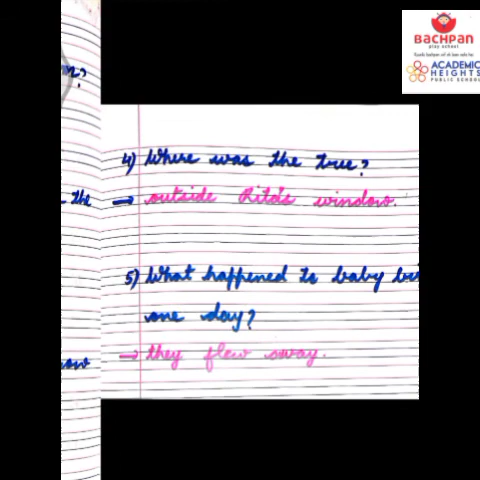 BACHPAN
play school
ACADEMIC
HEIGHTS
PUBLIC SCHOOL
4) Where was the tree?
the → outside Rita's window.
5) What happened to baby
one day?
→ they flew away.